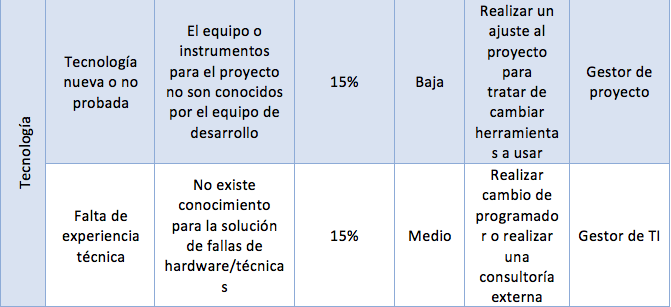 Tecnología
Tecnología
nueva o no
probada
El equipo o
instrumentos
para el proyecto
no son conocidos
por el equipo de
desarrollo
15%
Baja
Realizar un
ajuste al
proyecto
para
tratar de
cambiar
herramienta
s a usar
Gestor de
proyecto
Falta de
experiencia
técnica
No existe
conocimiento
para la solución
de fallas de
hardware/técnica
s
15%
Medio
Realizar
cambio de
programado
r o realizar
una
consultoría
externa
Gestor de TI